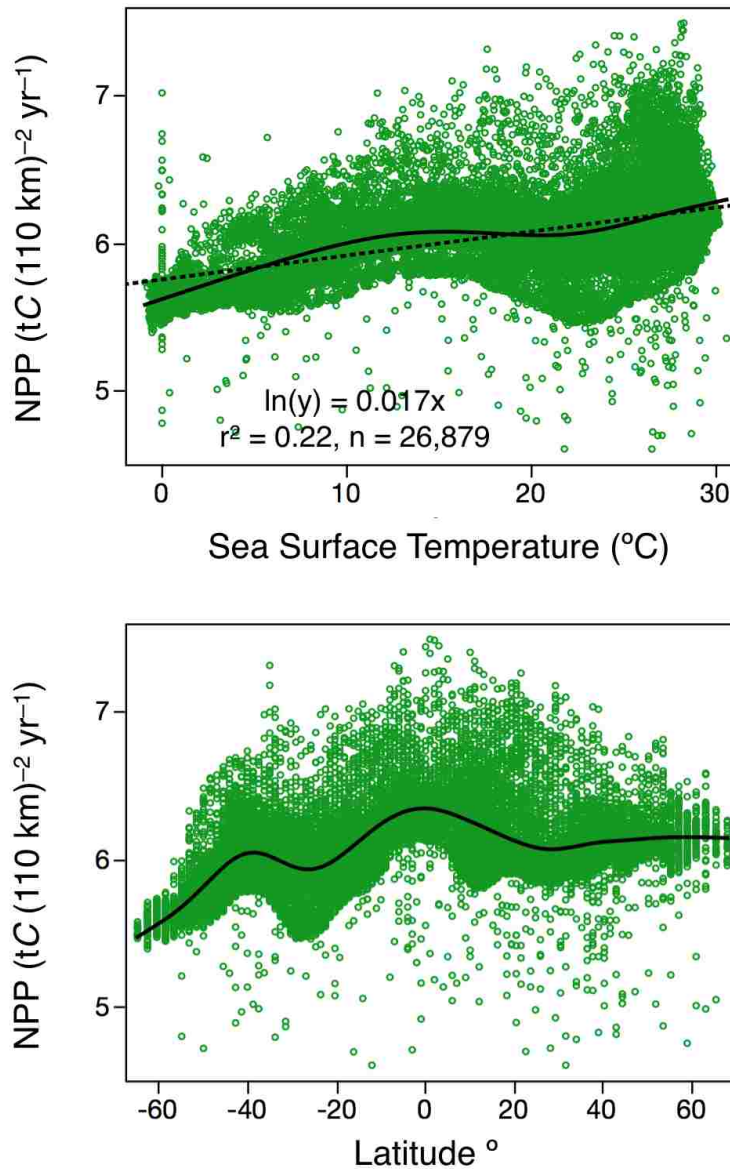 NPP (tC (110 km)⁻² yr⁻¹)
7
6
5
ln(y) = 0.017x
r² = 0.22, n = 26,879
0 10 20 30
Sea Surface Temperature (ºC)
NPP (tC (110 km)⁻² yr⁻¹)
7
6
5
-60 -40 -20 0 20 40 60
Latitude º